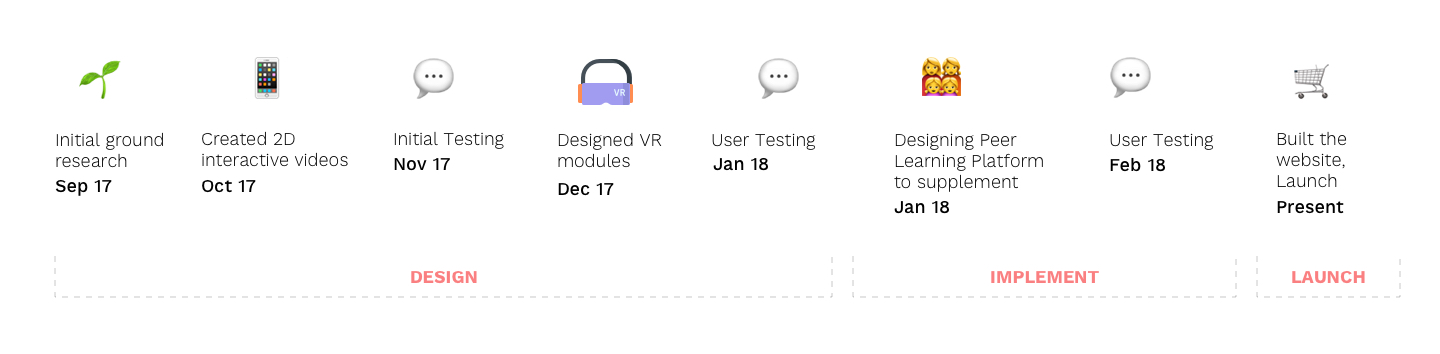 VR
Initial ground
research
Sep 17
Created 2D
interactive videos
Oct 17
Initial Testing
Nov 17
Designed VR
modules
Dec 17
User Testing
Jan 18
Designing Peer
Learning Platform
to supplement
Jan 18
User Testing
Feb 18
Built the
website,
Launch
Present
DESIGN
IMPLEMENT
LAUNCH